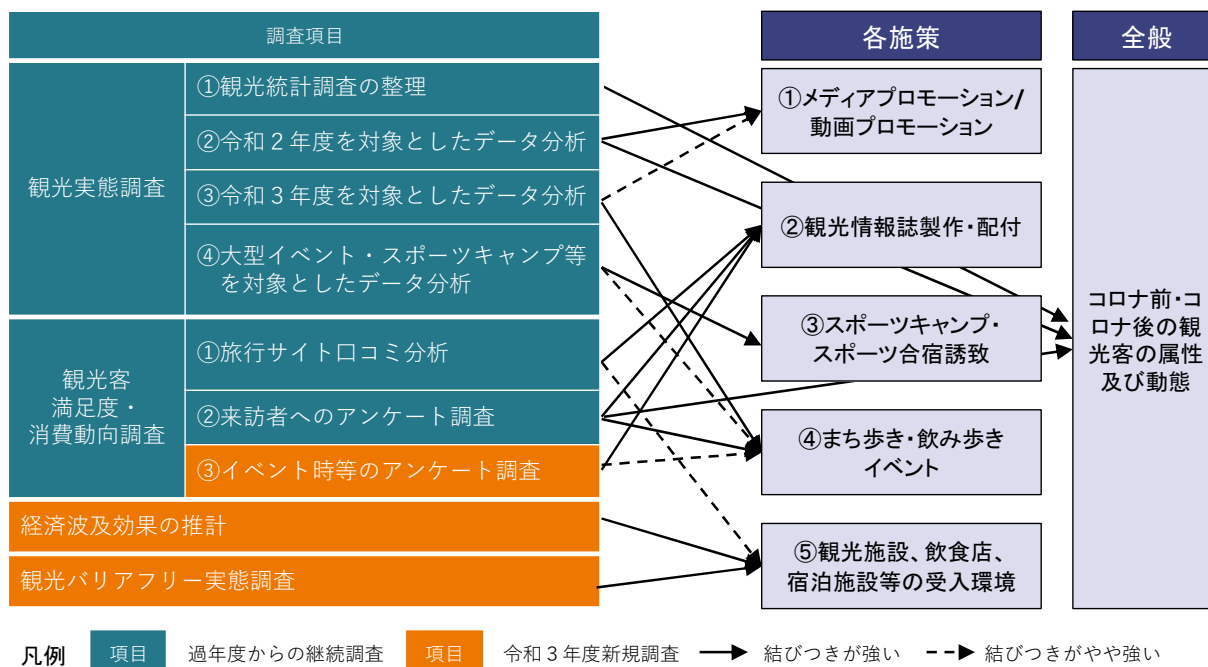 調査項目
各施策
全般
観光実態調査
①観光統計調査の整理
②令和２年度を対象としたデータ分析
③令和３年度を対象としたデータ分析
④大型イベント・スポーツキャンプ等
を対象としたデータ分析
観光客
満足度・
消費動向調査
①旅行サイト口コミ分析
②来訪者へのアンケート調査
③イベント時等のアンケート調査
経済波及効果の推計
観光バリアフリー実態調査
①メディアプロモーション/
動画プロモーション
②観光情報誌製作・配付
③スポーツキャンプ・
スポーツ合宿誘致
④まち歩き・飲み歩き
イベント
⑤観光施設、飲食店、
宿泊施設等の受入環境
コロナ前・コ
ロナ後の観
光客の属性
及び動態
凡例 項目 過年度からの継続調査 項目 令和３年度新規調査 結びつきが強い 結びつきがやや強い